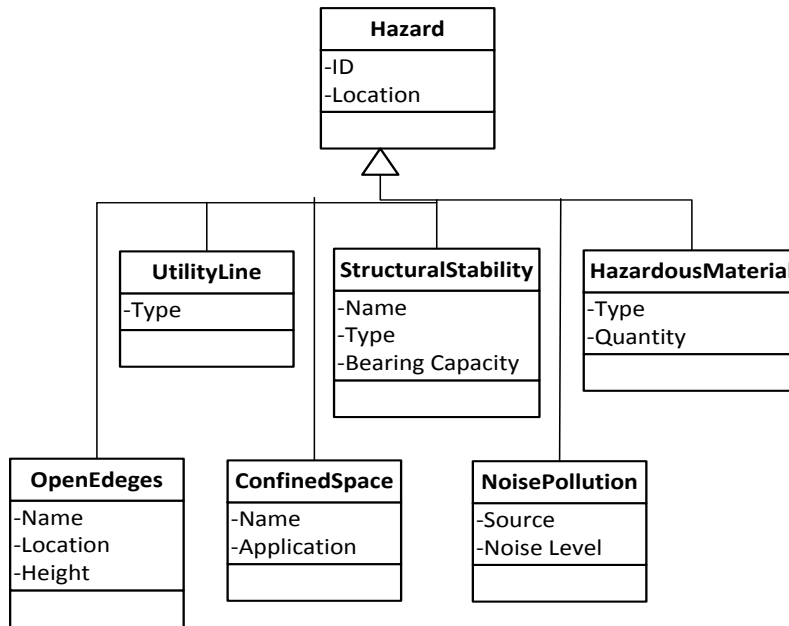 Hazard
-ID
-Location
UtilityLine
-Type
StructuralStability
-Name
-Type
-Bearing Capacity
HazardousMaterial
-Type
-Quantity
OpenEdeges
-Name
-Location
-Height
ConfinedSpace
-Name
-Application
NoisePollution
-Source
-Noise Level